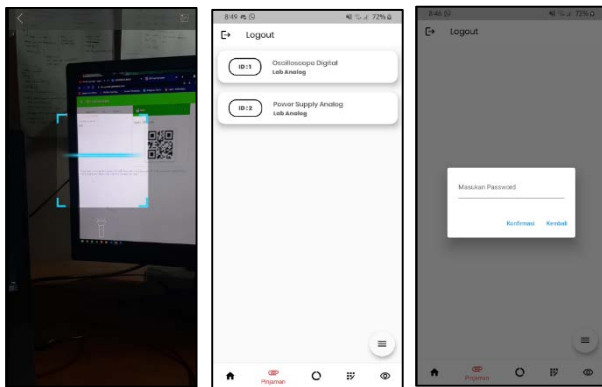 8:49
72%
Logout
ID:1
Oscilloscope Digital
Lab Analog
ID:2
Power Supply Analog
Lab Analog
Pinjaman
8:46
72%
Logout
Masukan Password
Konfirmasi
Kembali
Pinjaman